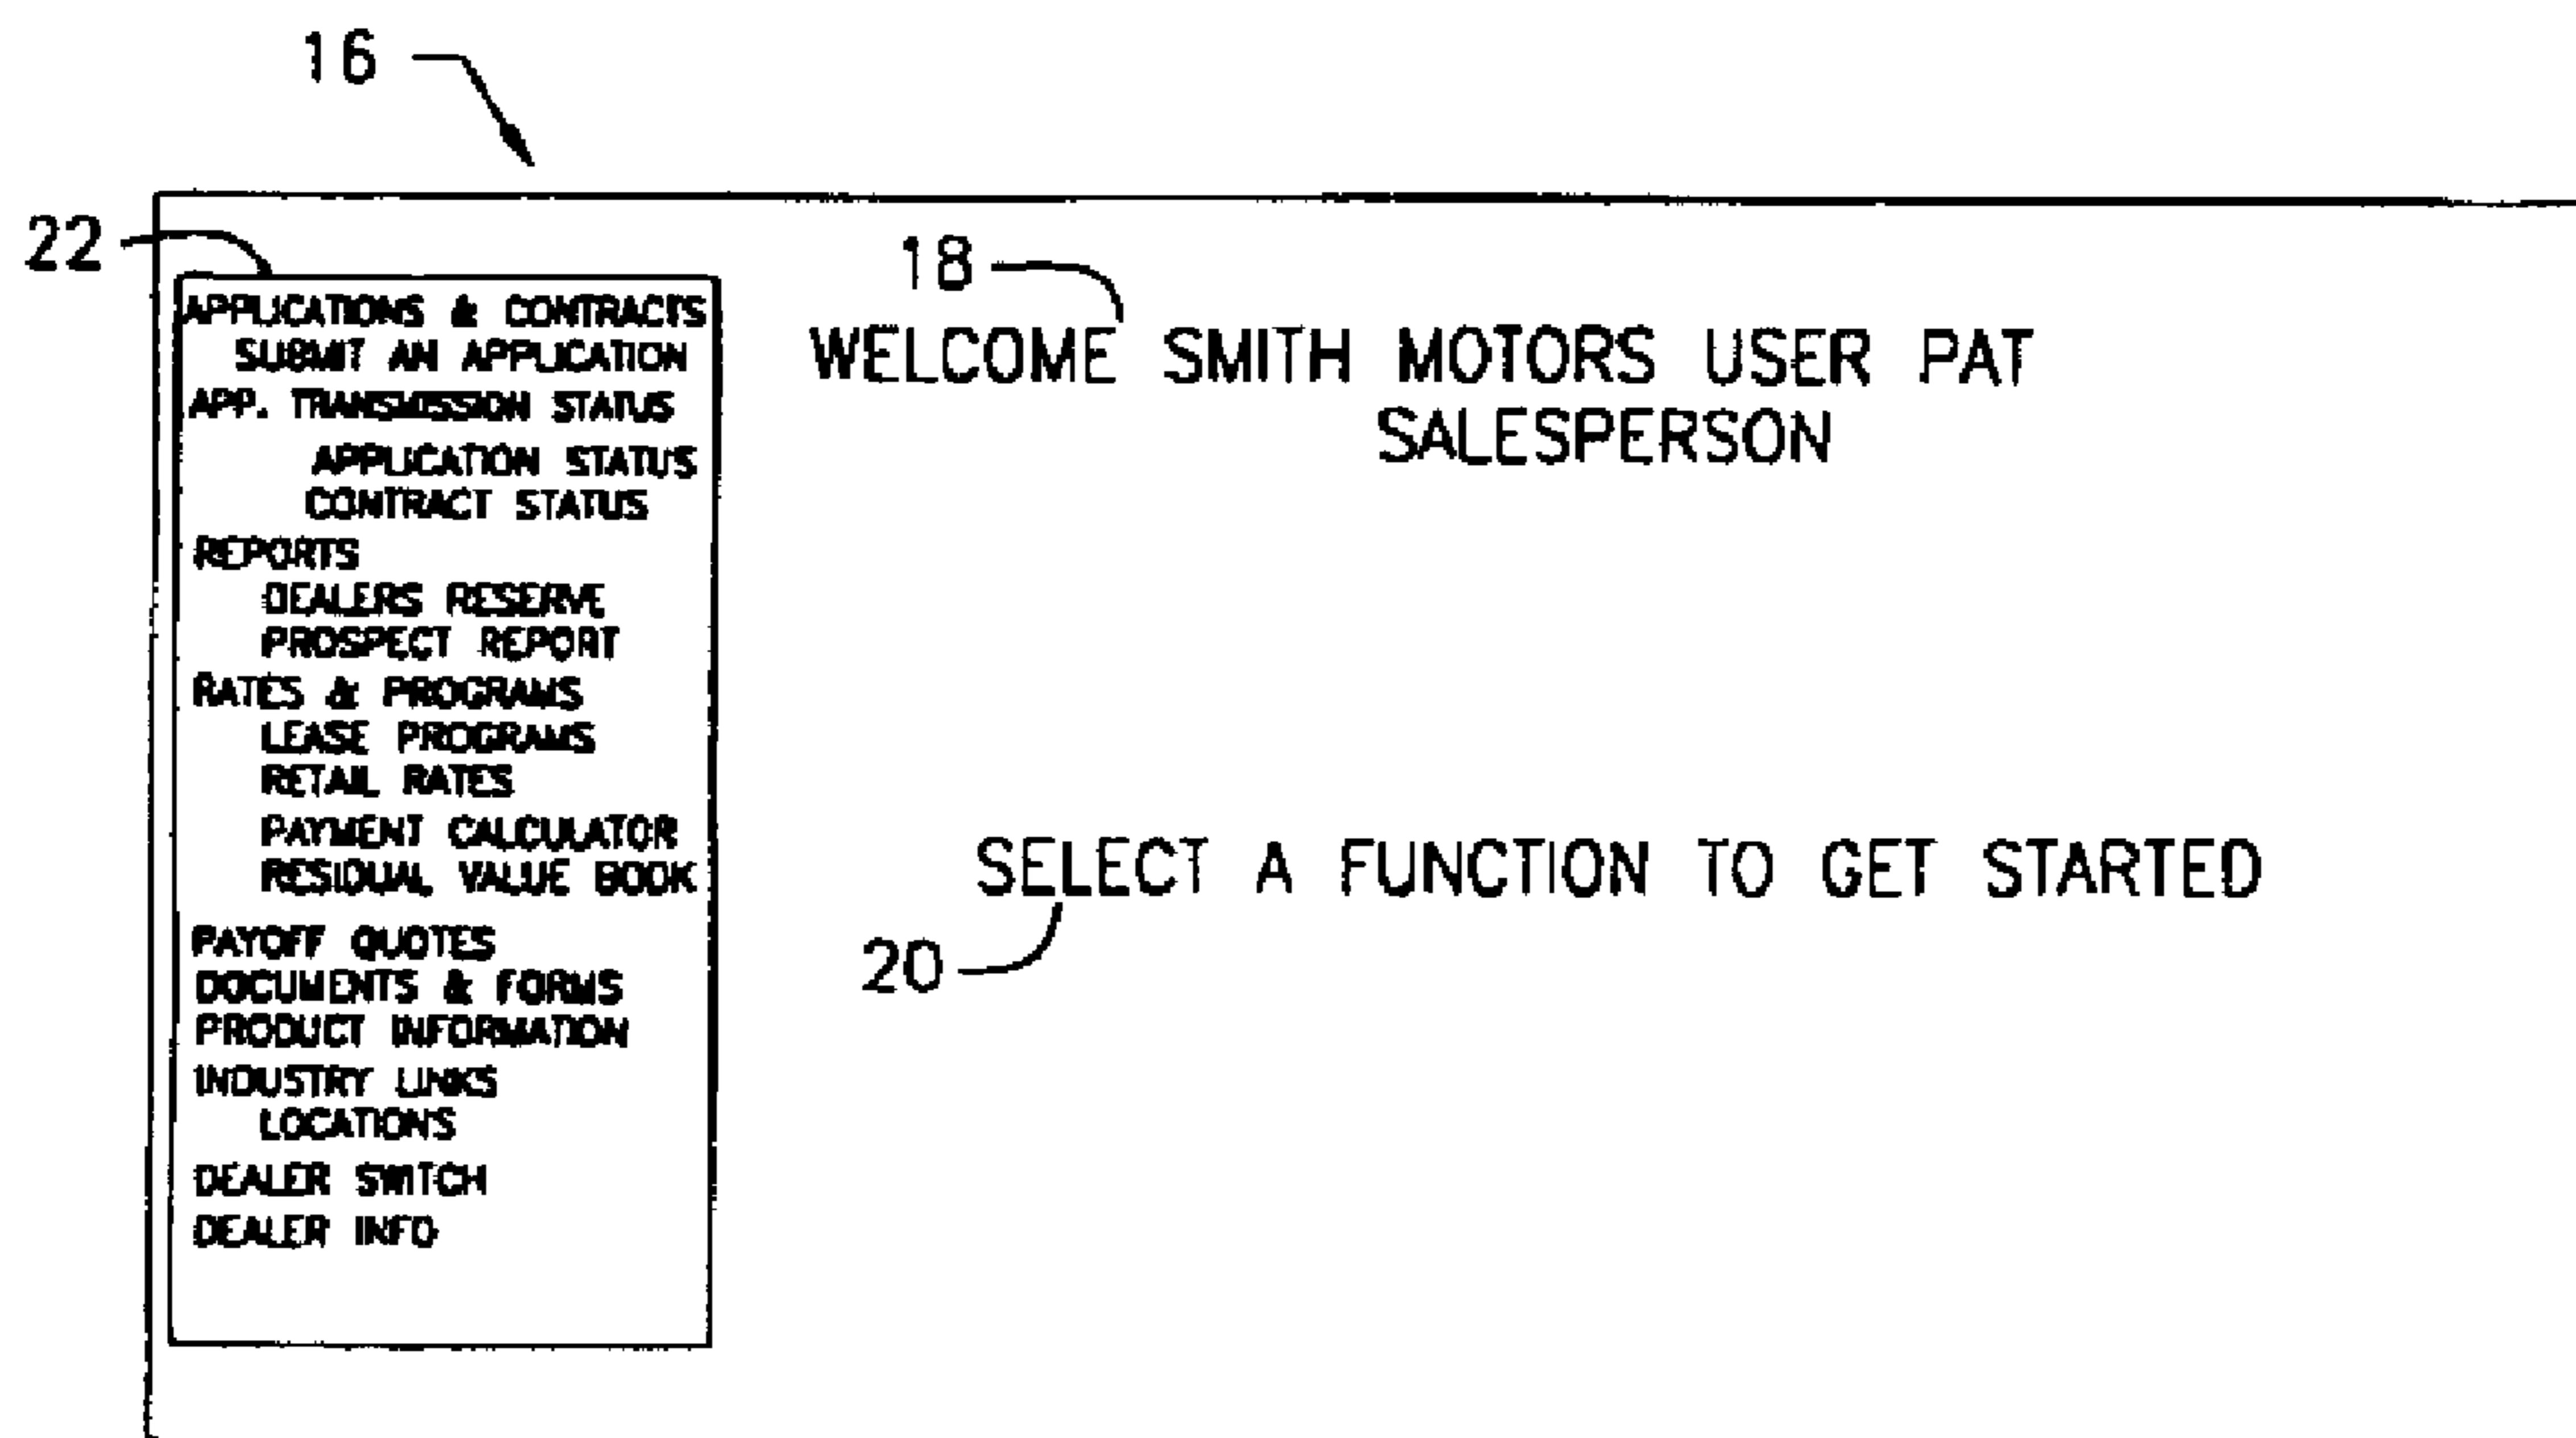 16
22
APPLICATIONS & CONTRACTS
SUBMIT AN APPLICATION
APP. TRANSMISSION STATUS
APPLICATION STATUS
CONTRACT STATUS
REPORTS
DEALERS RESERVE
PROSPECT REPORT
RATES & PROGRAMS
LEASE PROGRAMS
RETAIL RATES
PAYMENT CALCULATOR
RESIDUAL VALUE BOOK
PAYOFF QUOTES
DOCUMENTS & FORMS
PRODUCT INFORMATION
INDUSTRY LINKS
LOCATIONS
DEALER SWITCH
DEALER INFO
18
WELCOME SMITH MOTORS USER PAT
SALESPERSON
SELECT A FUNCTION TO GET STARTED
20